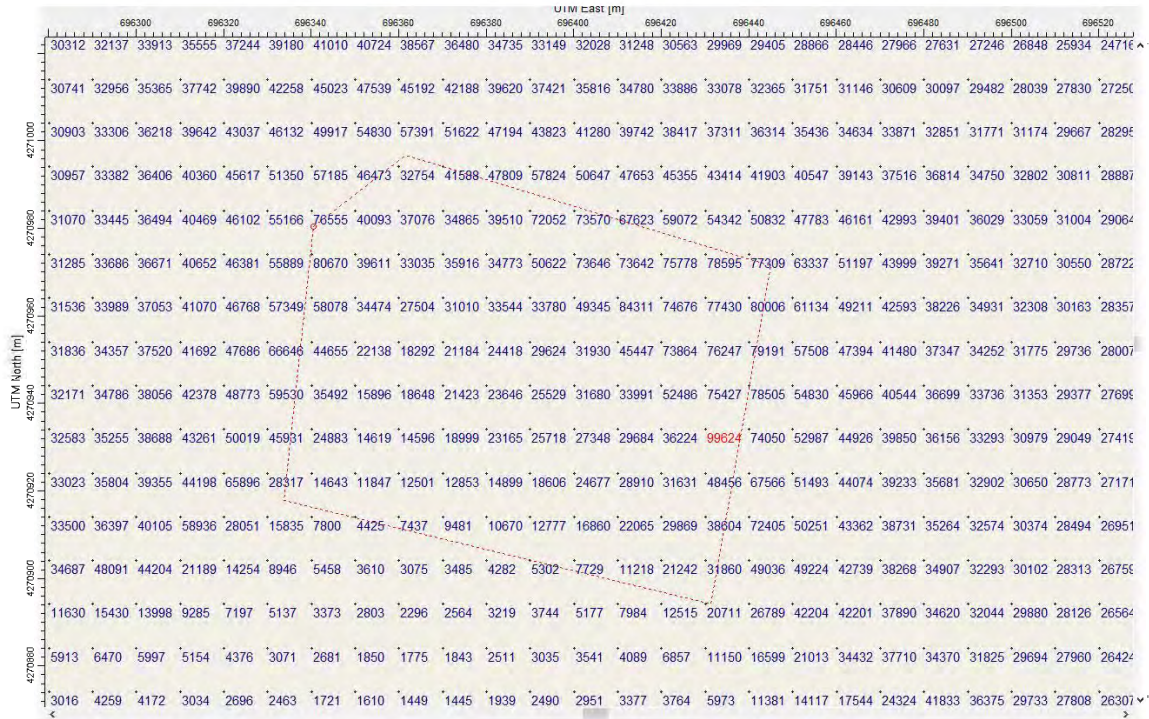 UTM East [m]
696300 696320 696340 696360 696380 696400 696420 696440 696460 696480 696500 696520
30312 32137 33913 35555 37244 39180 41010 40724 38567 36480 34735 33149 32028 31248 30563 29969 29405 28866 28446 27966 27631 27246 26848 25934 24716
30741 32956 35365 37742 39890 42258 45023 47539 45192 42188 39620 37421 35816 34780 33886 33078 32365 31751 31146 30609 30097 29482 28039 27830 27250
4271000
30903 33306 36218 39642 43037 46132 49917 54830 57391 51622 47194 43823 41280 39742 38417 37311 36314 35436 34634 33871 32851 31771 31174 29667 28295
30957 33382 36406 40360 45617 51350 57185 46473 32754 41588 47809 57824 50647 47653 45355 43414 41903 40547 39143 37516 36814 34750 32802 30811 28887
4270980
31070 33445 36494 40469 46102 55166 76555 40093 37076 34865 39510 72052 73570 67623 59072 54342 50832 47783 46161 42993 39401 36029 33059 31004 29064
31285 33686 36671 40652 46381 55889 80670 39611 33035 35916 34773 50622 73646 73642 75778 78595 77309 63337 51197 43999 39271 35641 32710 30550 28722
4270960
31536 33989 37053 41070 46768 57349 58078 34474 27504 31010 33544 33780 49345 84311 74676 77430 80006 61134 49211 42593 38226 34931 32308 30163 28357
UTM North [m]
31836 34357 37520 41692 47686 66646 44655 22138 18292 21184 24418 29624 31930 45447 73864 76247 79191 57508 47394 41480 37347 34252 31775 29736 28007
4270940
32171 34786 38056 42378 48773 59530 35492 15896 18648 21423 23646 25529 31680 33991 52486 75427 78505 54830 45966 40544 36699 33736 31353 29377 27699
32583 35255 38688 43261 50019 45931 24883 14619 14596 18999 23165 25718 27348 29684 36224 99624 74050 52987 44926 39850 36156 33293 30979 29049 27419
4270920
33023 35804 39355 44198 65896 28317 14643 11847 12501 12853 14899 18606 24677 28910 31631 48456 67566 51493 44074 39233 35681 32902 30650 28773 27171
33500 36397 40105 58936 28051 15835 7800 4425 7437 9481 10670 12777 16860 22065 29869 38604 72405 50251 43362 38731 35264 32574 30374 28494 26951
4270900
34687 48091 44204 21189 14254 8946 5458 3610 3075 3485 4282 5302 7729 11218 21242 31860 49036 49224 42739 38268 34907 32293 30102 28313 26759
11630 15430 13998 9285 7197 5137 3373 2803 2296 2564 3219 3744 5177 7984 12515 20711 26789 42204 42201 37890 34620 32044 29880 28126 26564
4270880
5913 6470 5997 5154 4376 3071 2681 1850 1775 1843 2511 3035 3541 4089 6857 11150 16599 21013 34432 37710 34370 31825 29694 27960 26424
3016 4259 4172 3034 2696 2463 1721 1610 1449 1445 1939 2490 2951 3377 3764 5973 11381 14117 17544 24324 41833 36375 29733 27808 26307